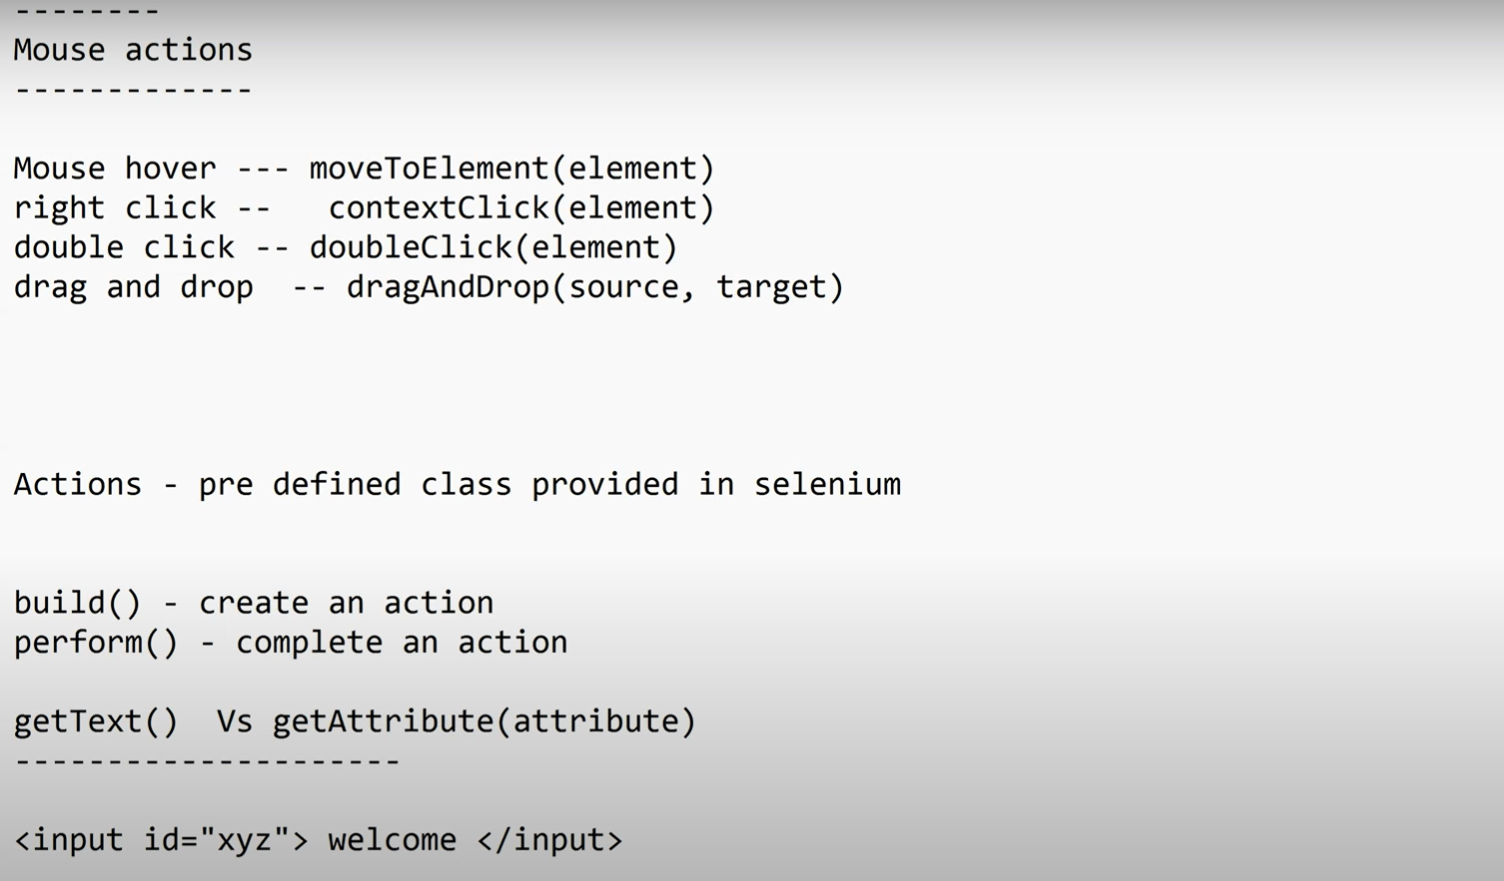 --------
Mouse actions
-------------
Mouse hover --- moveToElement(element)
right click --   contextClick(element)
double click -- doubleClick(element)
drag and drop  -- dragAndDrop(source, target)
Actions - pre defined class provided in selenium
build() - create an action
perform() - complete an action
getText()  Vs getAttribute(attribute)
---------------------
<input id="xyz"> welcome </input>